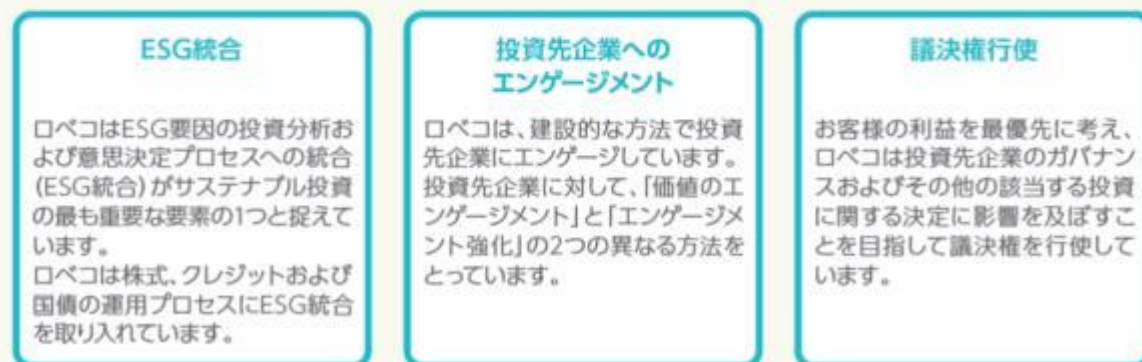 ESG統合
ロベコはESG要因の投資分析お
よび意思決定プロセスへの統合
(ESG統合)がサステナブル投資
の最も重要な要素の1つと捉えて
います。
ロベコは株式、クレジットおよび
国債の運用プロセスにESG統合
を取り入れています。
投資先企業への
エンゲージメント
ロベコは、建設的な方法で投資
先企業にエンゲージしています。
投資先企業に対して、「価値のエ
ンゲージメント」と「エンゲージメ
ント強化」の2つの異なる方法を
とっています。
議決権行使
お客様の利益を最優先に考え、
ロベコは投資先企業のガバナン
スおよびその他の該当する投資
に関する決定に影響を及ぼすこ
とを目指して議決権を行使して
います。